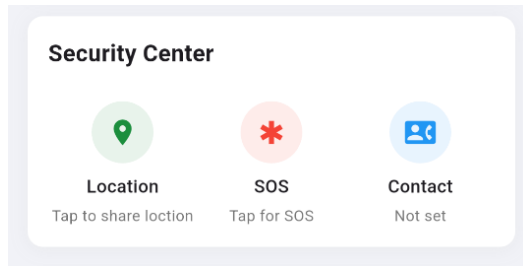 Security Center
Location SOS Contact
Tap to share loction Tap for SOS Not set